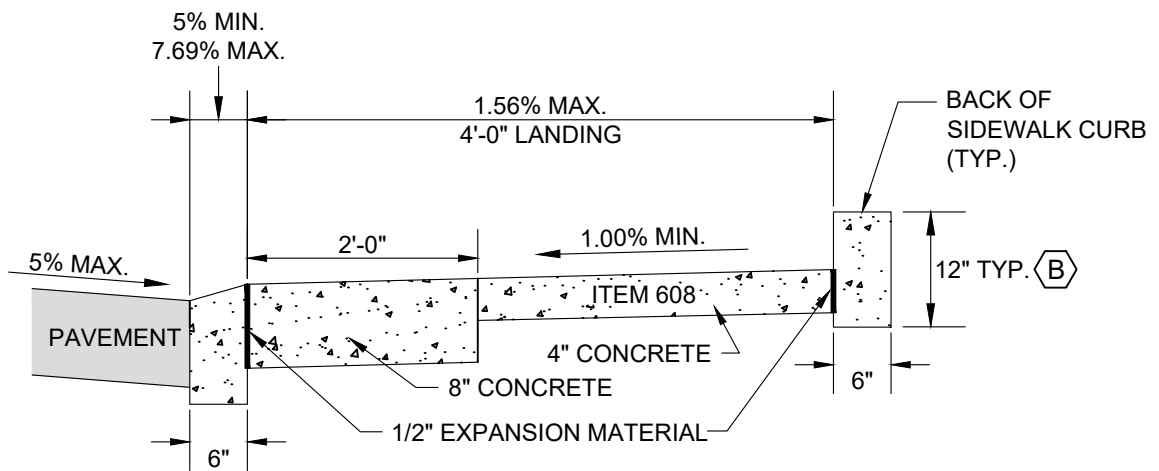 5% MIN.
7.69% MAX.
1.56% MAX.
4'-0" LANDING
BACK OF
SIDEWALK CURB
(TYP.)
2'-0"
1.00% MIN.
5% MAX.
12" TYP. B
ITEM 608
PAVEMENT
4" CONCRETE
8" CONCRETE
6"
1/2" EXPANSION MATERIAL
6"